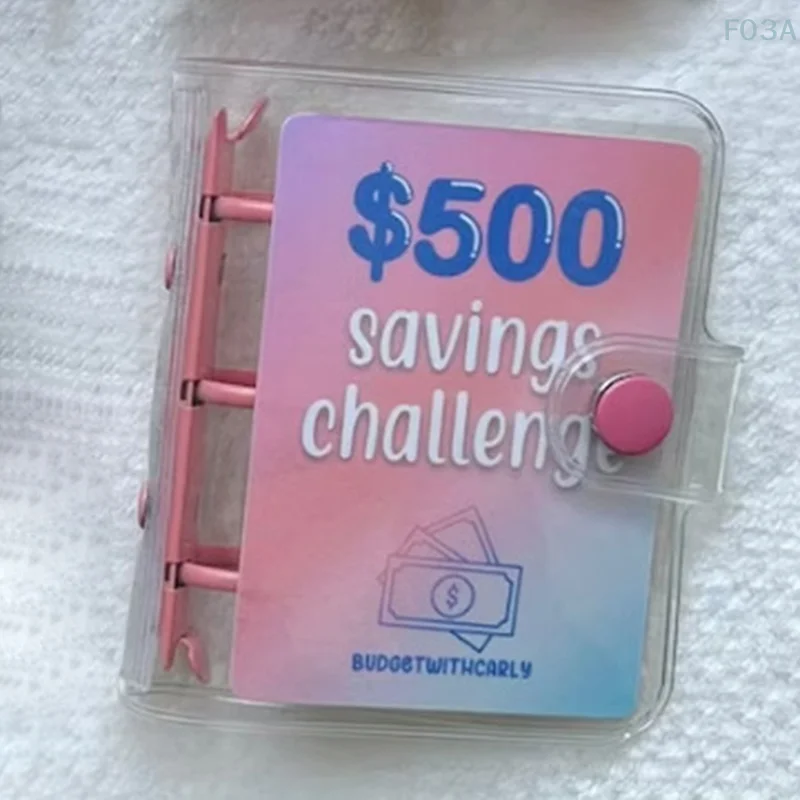 F03A
$500
savings
challenge
$
BUDGETWITHCARLY